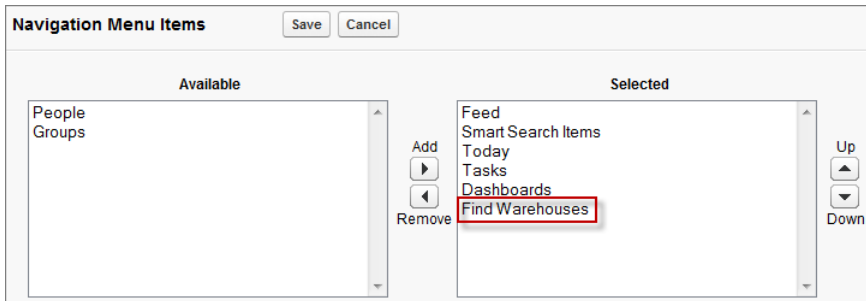 Navigation Menu Items Save Cancel
Available
People
Groups
Add
Remove
Selected
Feed
Smart Search Items
Today
Tasks
Dashboards
Find Warehouses
Up
Down